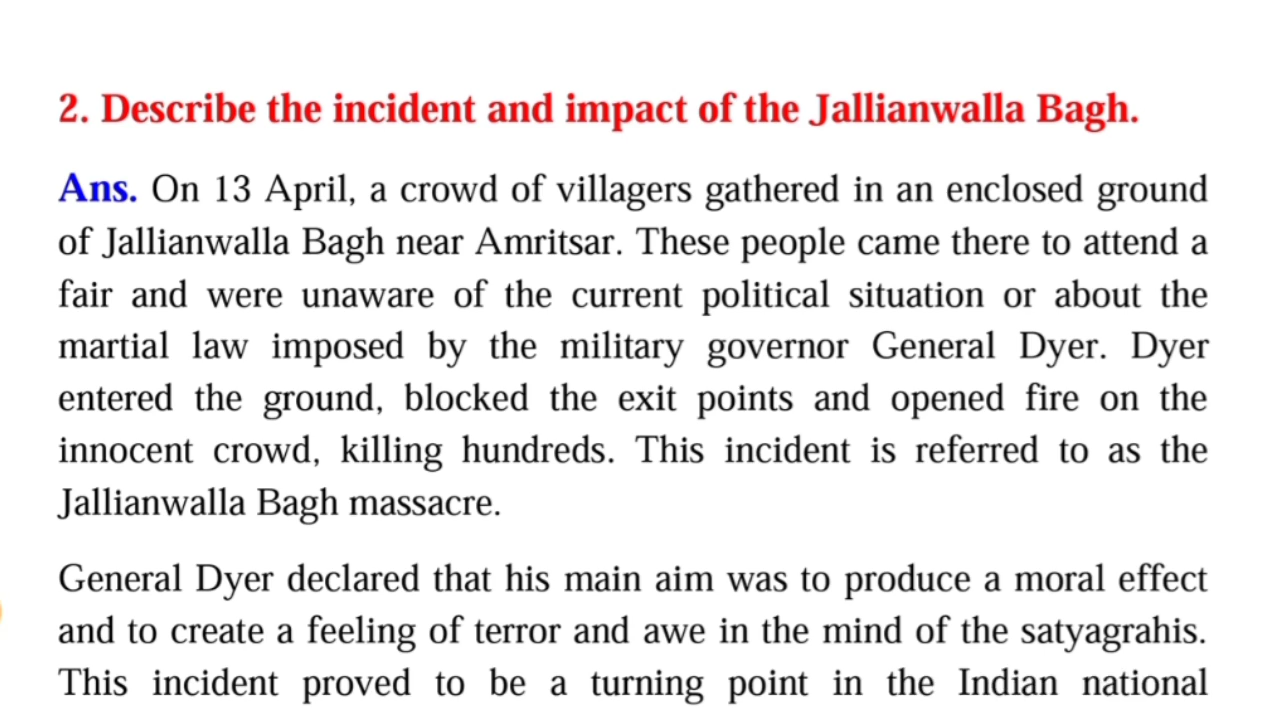 2. Describe the incident and impact of the Jallianwalla Bagh.
Ans. On 13 April, a crowd of villagers gathered in an enclosed ground
of Jallianwalla Bagh near Amritsar. These people came there to attend a
fair and were unaware of the current political situation or about the
martial law imposed by the military governor General Dyer. Dyer
entered the ground, blocked the exit points and opened fire on the
innocent crowd, killing hundreds. This incident is referred to as the
Jallianwalla Bagh massacre.
General Dyer declared that his main aim was to produce a moral effect
and to create a feeling of terror and awe in the mind of the satyagrahis.
This incident proved to be a turning point in the Indian national